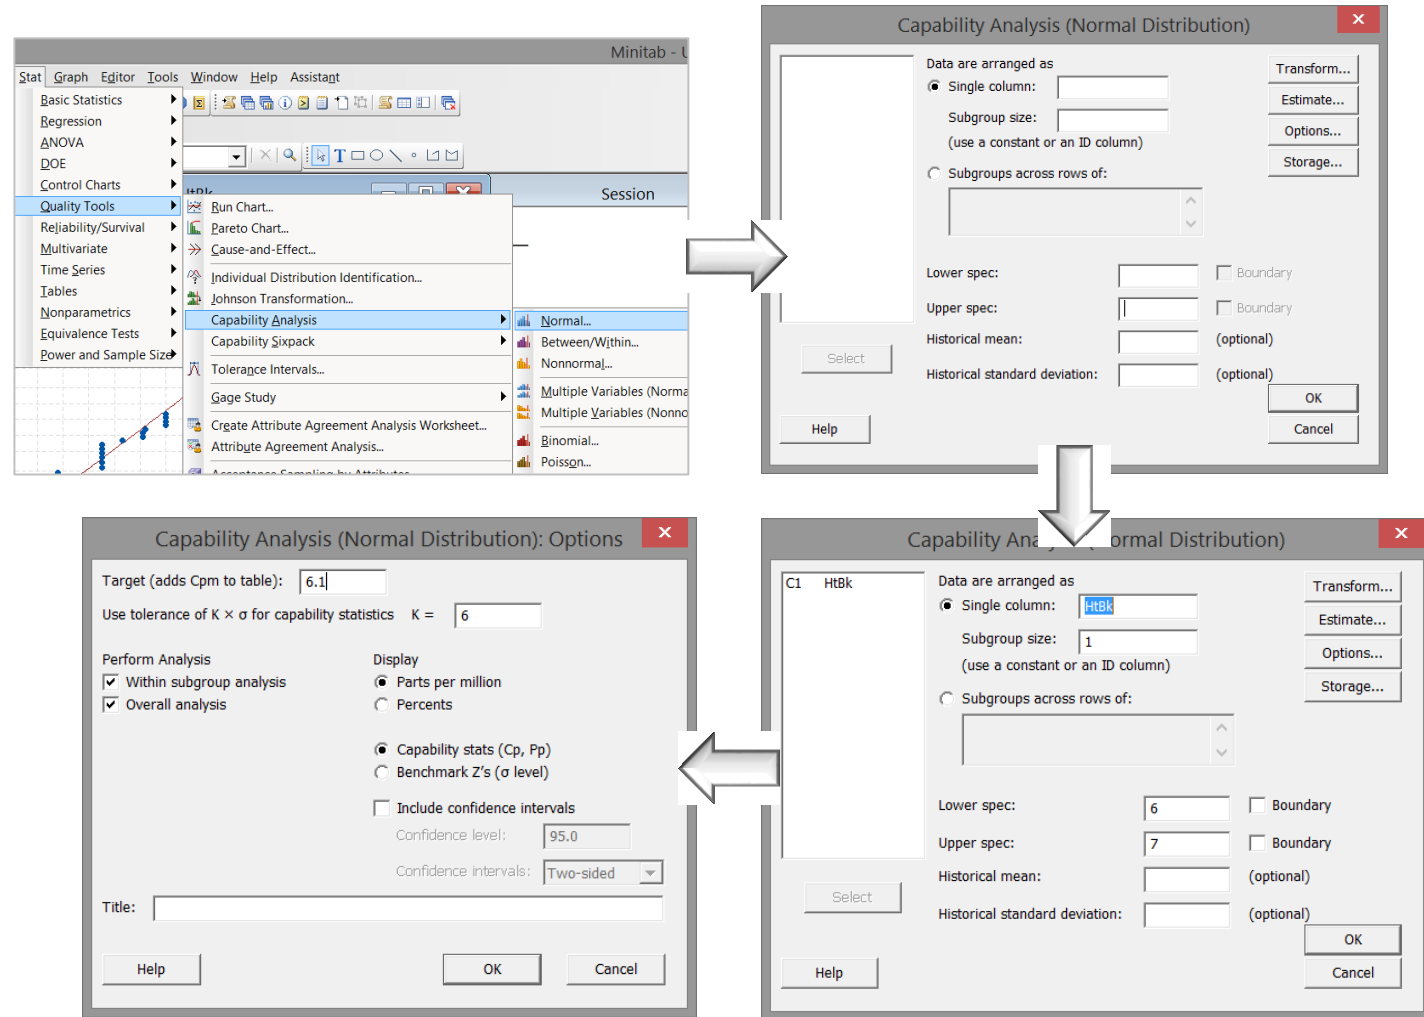 Minitab - U
Stat Graph Editor Tools Window Help Assistant
Basic Statistics
Regression
ANOVA
DOE
Control Charts
Quality Tools
Reliability/Survival
Multivariate
Time Series
Tables
Nonparametrics
Equivalence Tests
Power and Sample Size
HtBk
Session
Run Chart...
Pareto Chart...
Cause-and-Effect...
Individual Distribution Identification...
Johnson Transformation...
Capability Analysis
Capability Sixpack
Tolerance Intervals...
Gage Study
Create Attribute Agreement Analysis Worksheet...
Attribute Agreement Analysis...
Acceptance Sampling by Attributes
Normal...
Between/Within...
Nonnormal...
Multiple Variables (Norma
Multiple Variables (Nonno
Binomial...
Poisson...
Capability Analysis (Normal Distribution)
Data are arranged as
Single column:
Subgroup size:
(use a constant or an ID column)
Subgroups across rows of:
Transform...
Estimate...
Options...
Storage...
Lower spec: Boundary
Upper spec: Boundary
Historical mean: (optional)
Historical standard deviation: (optional)
Select
OK
Help
Cancel
Capability Analysis (Normal Distribution): Options
Target (adds Cpm to table): 6.1
Use tolerance of K × σ for capability statistics K = 6
Perform Analysis
Within subgroup analysis
Overall analysis
Display
Parts per million
Percents
Capability stats (Cp, Pp)
Benchmark Z's (σ level)
Include confidence intervals
Confidence level: 95.0
Confidence intervals: Two-sided
Title:
Help
OK
Cancel
Capability Ana ormal Distribution)
C1 HtBk
Data are arranged as
Single column: HtBk
Subgroup size: 1
(use a constant or an ID column)
Subgroups across rows of:
Transform...
Estimate...
Options...
Storage...
Lower spec: 6 Boundary
Upper spec: 7 Boundary
Historical mean: (optional)
Historical standard deviation: (optional)
Select
OK
Help
Cancel